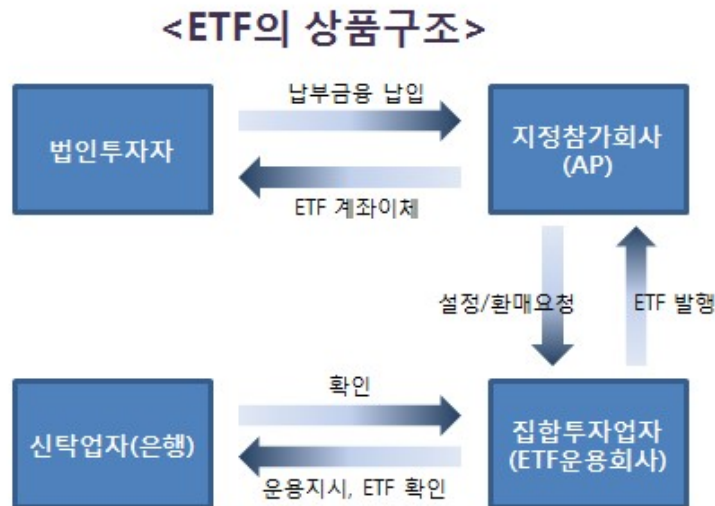 <ETF의 상품구조>
납부금용 납입
법인투자자
지정참가회사
(AP)
ETF 계좌이체
설정/환매요청
ETF 발행
확인
신탁업자(은행)
집합투자업자
(ETF운용회사)
운용지시, ETF 확인